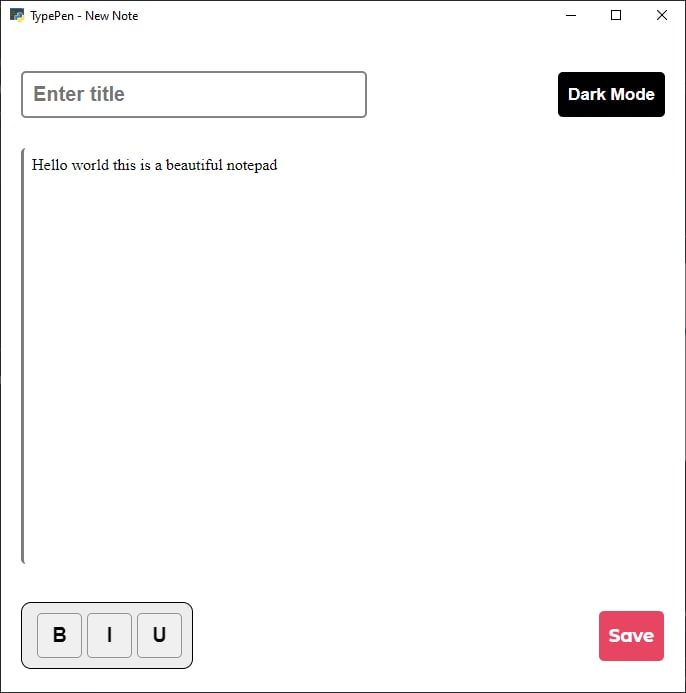 TypePen - New Note
Enter title
Dark Mode
Hello world this is a beautiful notepad
B I U
Save